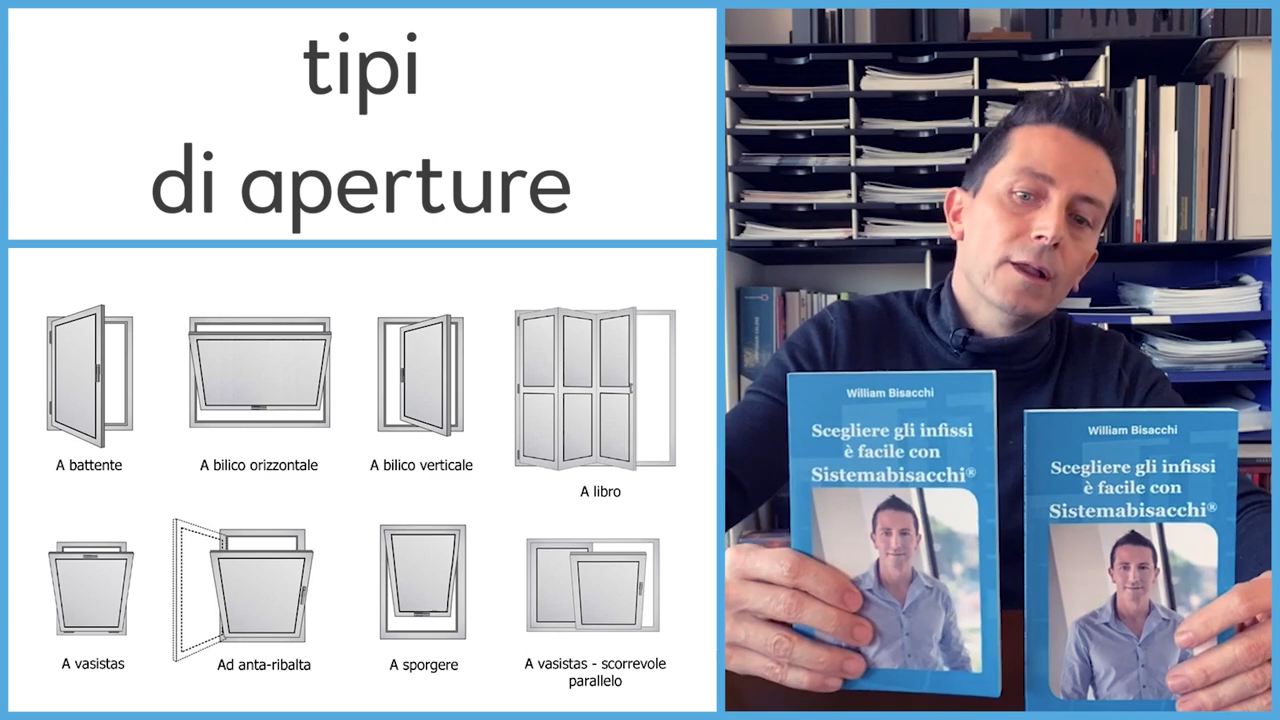 tipi
di aperture
A battente
A bilico orizzontale
A bilico verticale
A libro
A vasistas
Ad anta-ribalta
A sporgere
A vasistas - scorrevole
parallelo
William Bisacchi
Scegliere gli infissi
è facile con
Sistemabisacchi®
William Bisacchi
Scegliere gli infissi
è facile con
Sistemabisacchi®